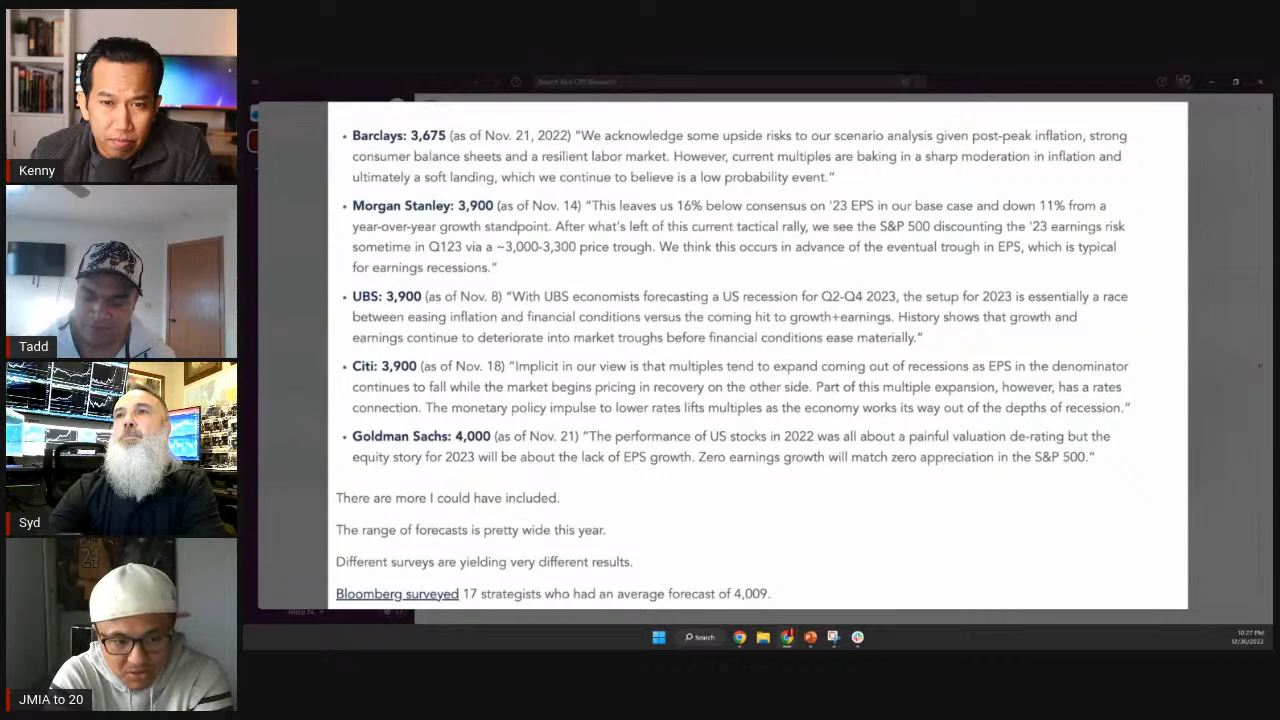 Barclays: 3,675 (as of Nov. 21, 2022) “We acknowledge some upside risks to our scenario analysis given post-peak inflation, strong
consumer balance sheets and a resilient labor market. However, current multiples are baking in a sharp moderation in inflation and
ultimately a soft landing, which we continue to believe is a low probability event.”
Morgan Stanley: 3,900 (as of Nov. 14) “This leaves us 16% below consensus on ’23 EPS in our base case and down 11% from a
year-over-year growth standpoint. After what's left of this current tactical rally, we see the S&P 500 discounting the ’23 earnings risk
sometime in Q123 via a ~3,000-3,300 price trough. We think this occurs in advance of the eventual trough in EPS, which is typical
for earnings recessions.”
UBS: 3,900 (as of Nov. 8) “With UBS economists forecasting a US recession for Q2-Q4 2023, the setup for 2023 is essentially a race
between easing inflation and financial conditions versus the coming hit to growth+earnings. History shows that growth and
earnings continue to deteriorate into market troughs before financial conditions ease materially.”
Citi: 3,900 (as of Nov. 18) “Implicit in our view is that multiples tend to expand coming out of recessions as EPS in the denominator
continues to fall while the market begins pricing in recovery on the other side. Part of this multiple expansion, however, has a rates
connection. The monetary policy impulse to lower rates lifts multiples as the economy works its way out of the depths of recession.”
Goldman Sachs: 4,000 (as of Nov. 21) “The performance of US stocks in 2022 was all about a painful valuation de-rating but the
equity story for 2023 will be about the lack of EPS growth. Zero earnings growth will match zero appreciation in the S&P 500.”
There are more I could have included.
The range of forecasts is pretty wide this year.
Different surveys are yielding very different results.
Bloomberg surveyed 17 strategists who had an average forecast of 4,009.
Kenny
Tadd
Syd
JMIA to 20
24
Mike N.
Search
10:27 PM
12/30/2022